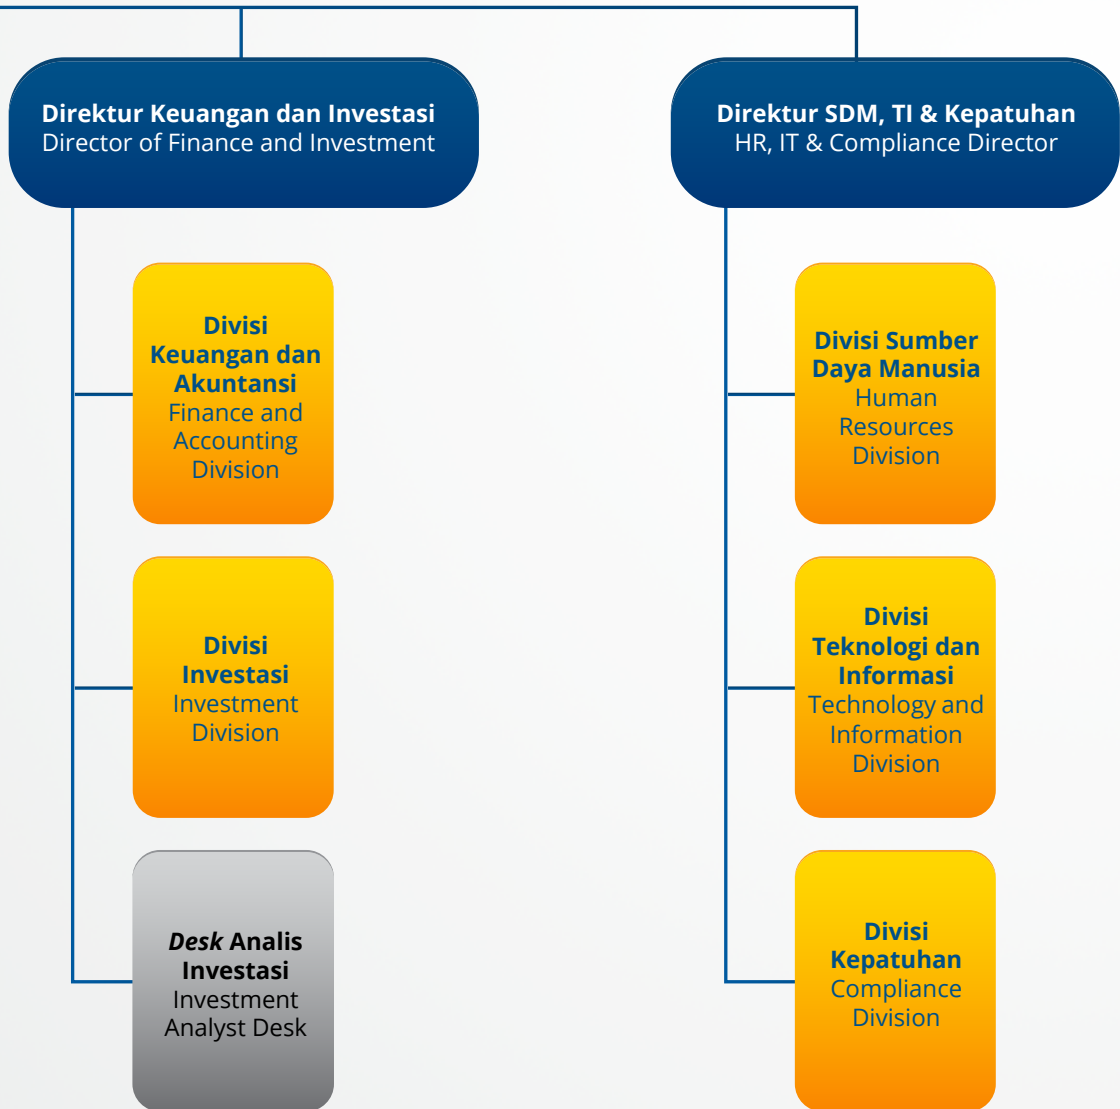 Direktur Keuangan dan Investasi
Director of Finance and Investment
Divisi
Keuangan dan
Akuntansi
Finance and
Accounting
Division
Divisi
Investasi
Investment
Division
Desk Analis
Investasi
Investment
Analyst Desk
Direktur SDM, TI & Kepatuhan
HR, IT & Compliance Director
Divisi Sumber
Daya Manusia
Human
Resources
Division
Divisi
Teknologi dan
Informasi
Technology and
Information
Division
Divisi
Kepatuhan
Compliance
Division